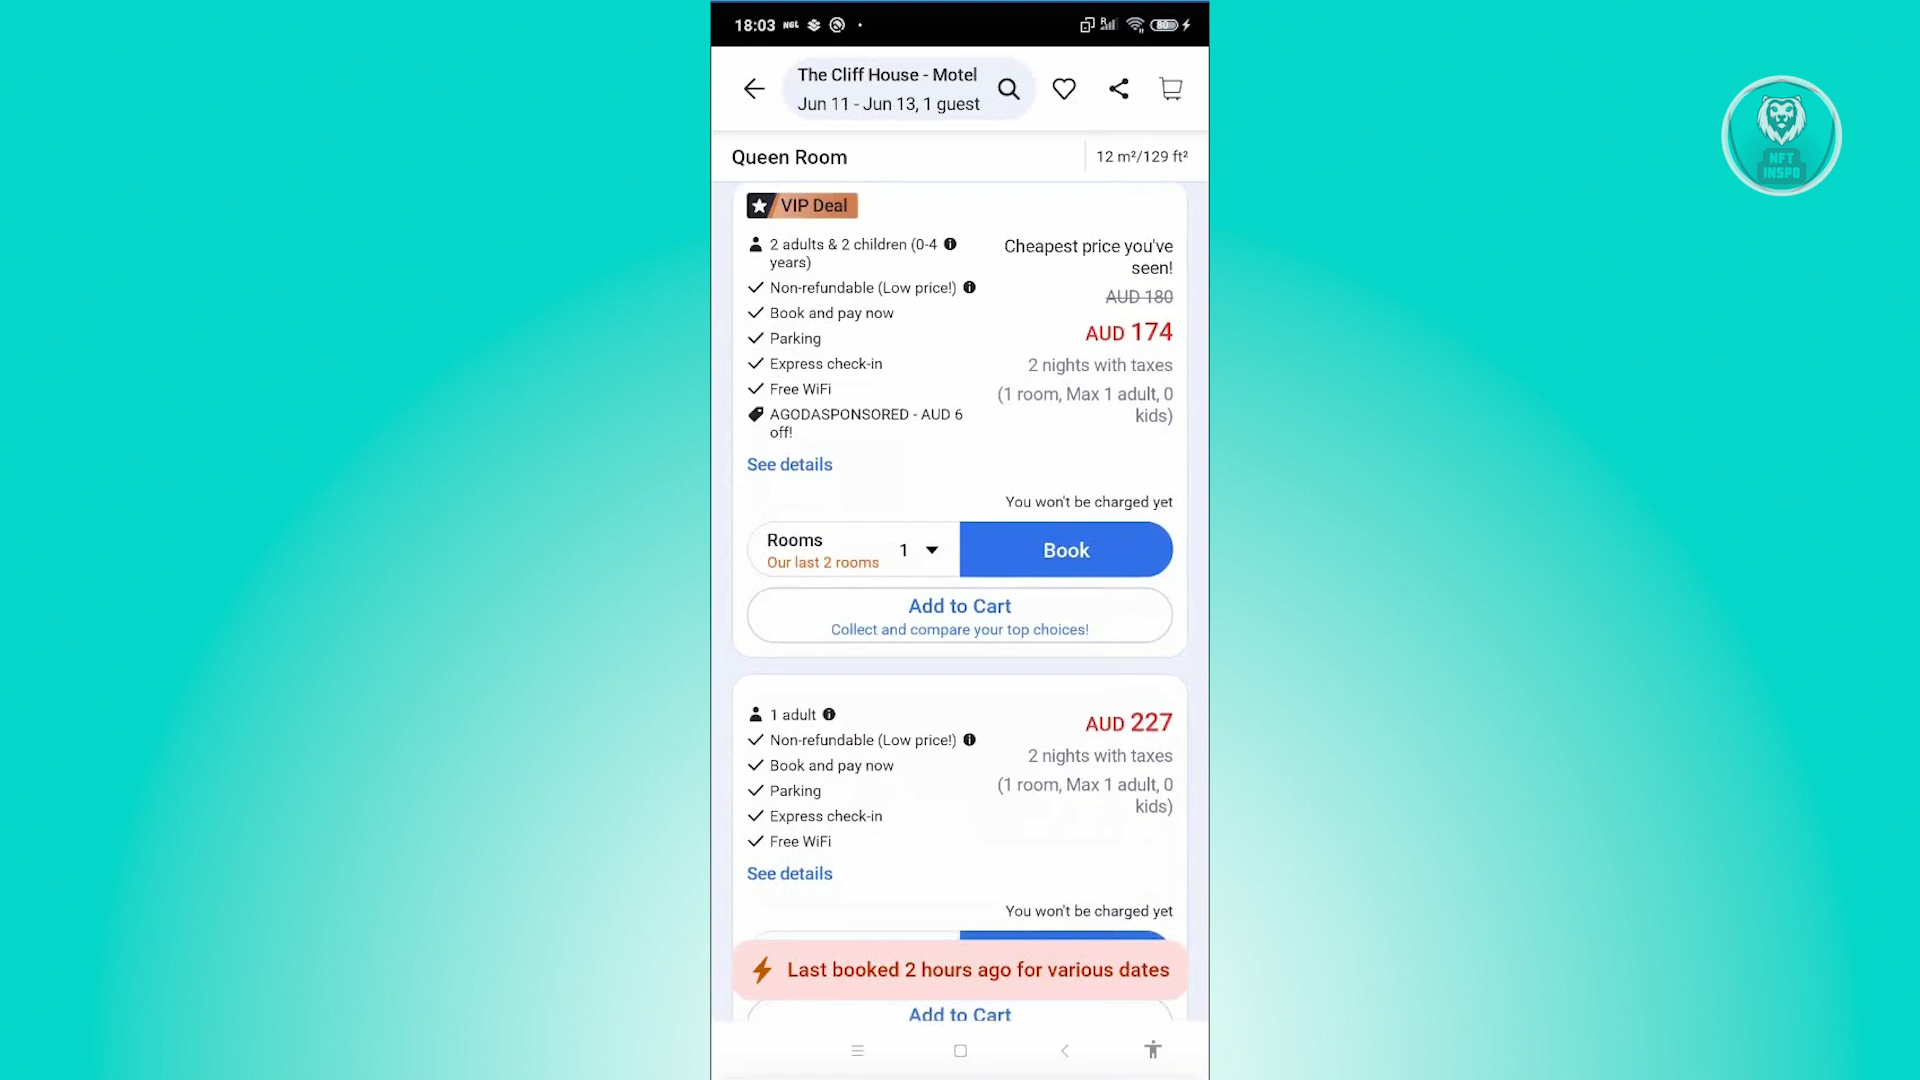 18:03 NGL
80
The Cliff House - Motel
Jun 11 - Jun 13, 1 guest
Queen Room
12 m²/129 ft²
VIP Deal
2 adults & 2 children (0-4
years)
Non-refundable (Low price!)
Book and pay now
Parking
Express check-in
Free WiFi
AGODASPONSORED - AUD 6
off!
See details
Cheapest price you've
seen!
AUD 180
AUD 174
2 nights with taxes
(1 room, Max 1 adult, 0
kids)
You won't be charged yet
Rooms
Our last 2 rooms
1
Book
Add to Cart
Collect and compare your top choices!
1 adult
Non-refundable (Low price!)
Book and pay now
Parking
Express check-in
Free WiFi
See details
AUD 227
2 nights with taxes
(1 room, Max 1 adult, 0
kids)
You won't be charged yet
Last booked 2 hours ago for various dates
Add to Cart
NFT
INSPO